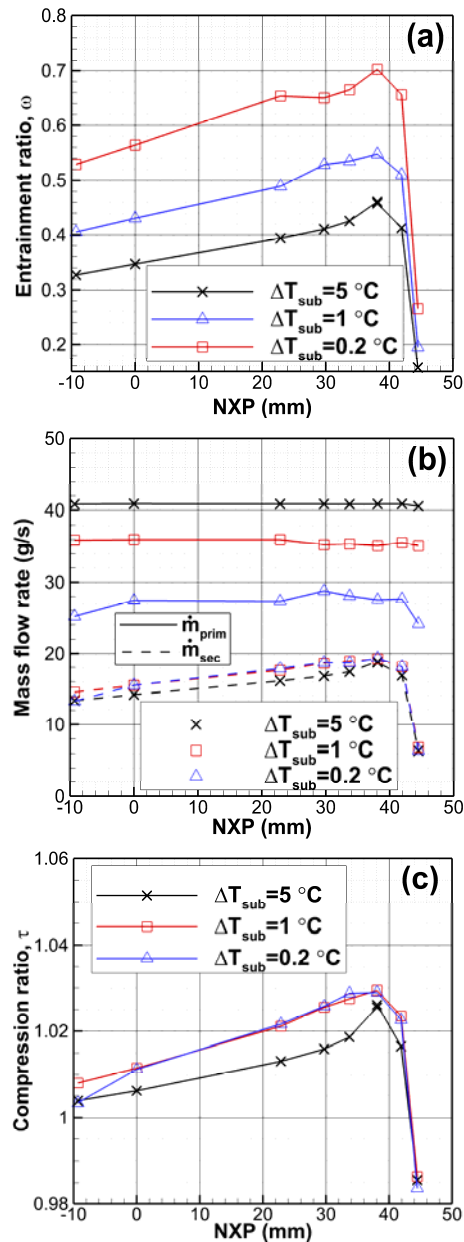 (a)
Entrainment ratio, ω
0.8
0.7
0.6
0.5
0.4
0.3
0.2
ΔT_sub=5 °C
ΔT_sub=1 °C
ΔT_sub=0.2 °C
-10 0 10 20 30 40 50
NXP (mm)
(b)
Mass flow rate (g/s)
50
40
30
20
10
0
ṁ_prim
ṁ_sec
ΔT_sub=5 °C
ΔT_sub=1 °C
ΔT_sub=0.2 °C
-10 0 10 20 30 40 50
NXP (mm)
(c)
Compression ratio, τ
1.06
1.04
1.02
1
0.98
ΔT_sub=5 °C
ΔT_sub=1 °C
ΔT_sub=0.2 °C
-10 0 10 20 30 40 50
NXP (mm)